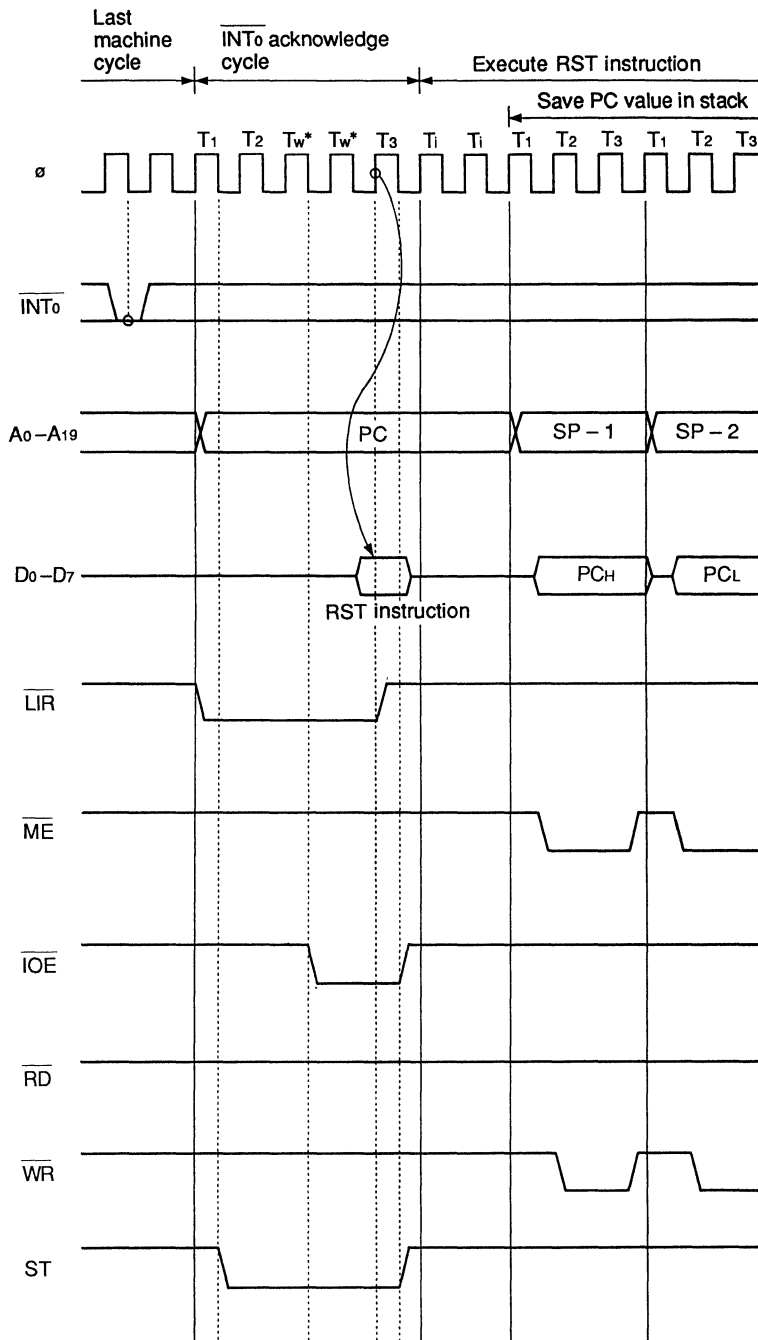 Last
machine
cycle
INT0 acknowledge
cycle
Execute RST instruction
Save PC value in stack
T1 T2 Tw* Tw* T3 Ti Ti T1 T2 T3 T1 T2 T3
ø
INT0
A0–A19 PC SP – 1 SP – 2
D0–D7 PCH PCL
RST instruction
LIR
ME
IOE
RD
WR
ST